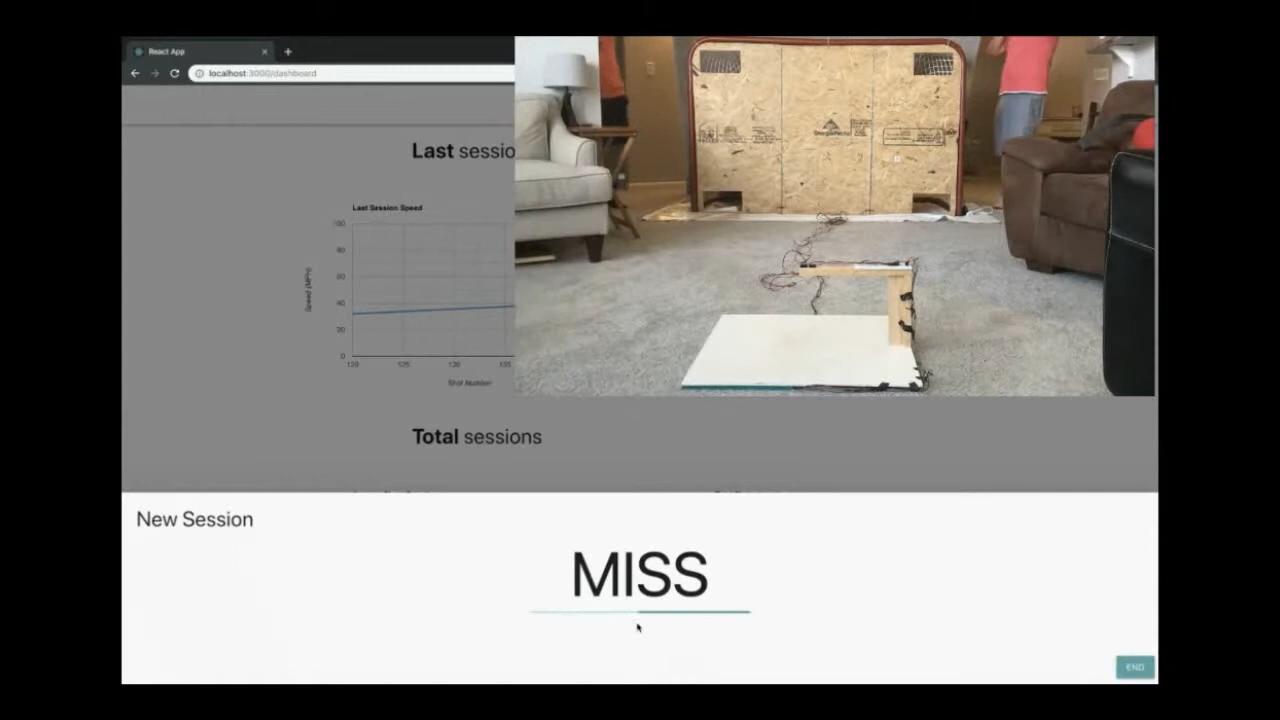 React App
localhost:3000/dashboard
Last sessio
Last Session Speed
100
80
60
40
20
0
Speed (MPH)
120
125
130
135
Shot Number
Total sessions
New Session
MISS
END